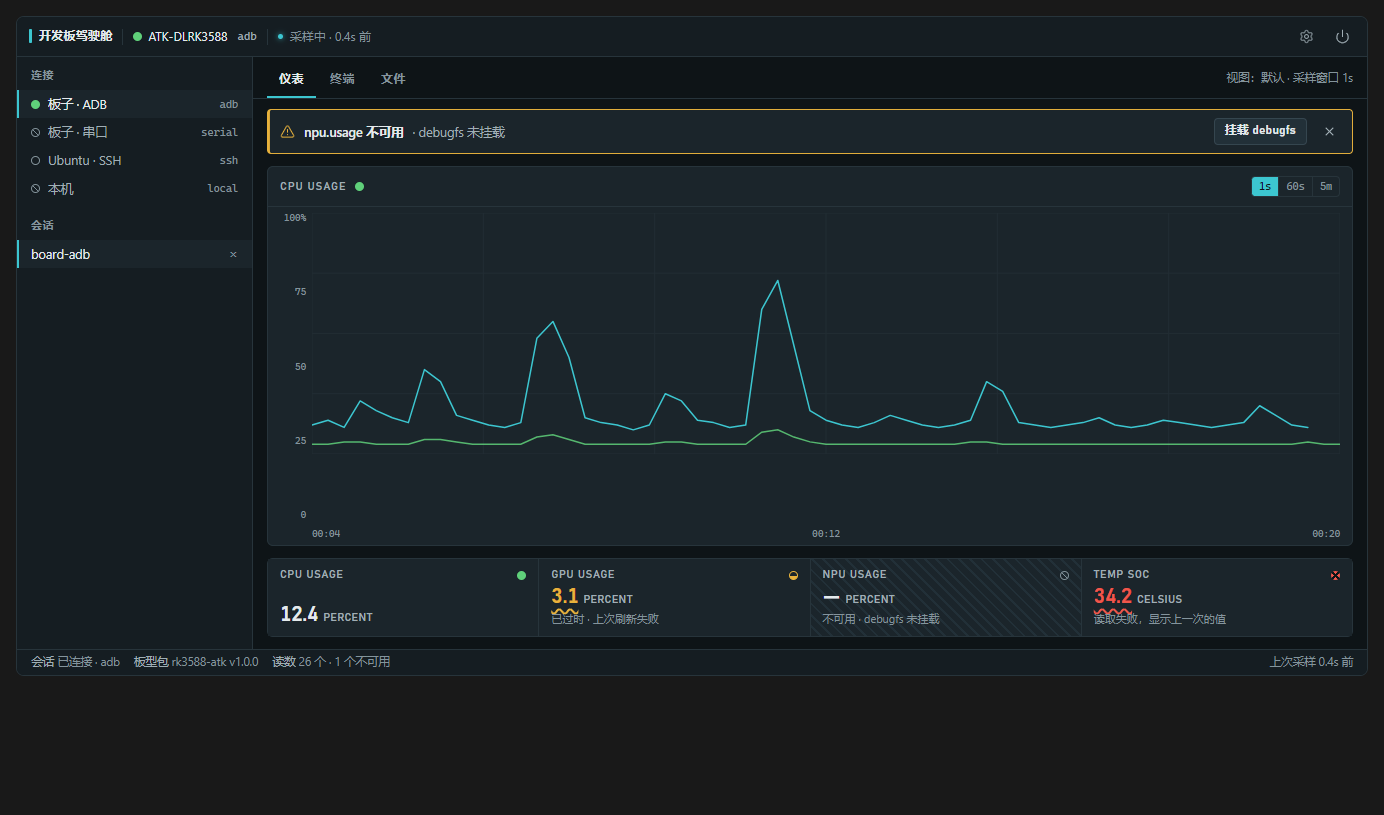 开发板驾驶舱 ATK-DLRK3588 adb 采样中 · 0.4s 前
连接
板子 · ADB adb
板子 · 串口 serial
Ubuntu · SSH ssh
本机 local
会话
board-adb ×
仪表 终端 文件 视图: 默认 · 采样窗口 1s
npu.usage 不可用 · debugfs 未挂载 挂载 debugfs ×
CPU USAGE 1s 60s 5m
100%
75
50
25
0
00:04 00:12 00:20
CPU USAGE
12.4 PERCENT
GPU USAGE
3.1 PERCENT
已过时 · 上次刷新失败
NPU USAGE
— PERCENT
不可用 · debugfs 未挂载
TEMP SOC
34.2 CELSIUS
读取失败，显示上一次的值
会话 已连接 · adb 板型包 rk3588-atk v1.0.0 读数 26 个 · 1 个不可用 上次采样 0.4s 前